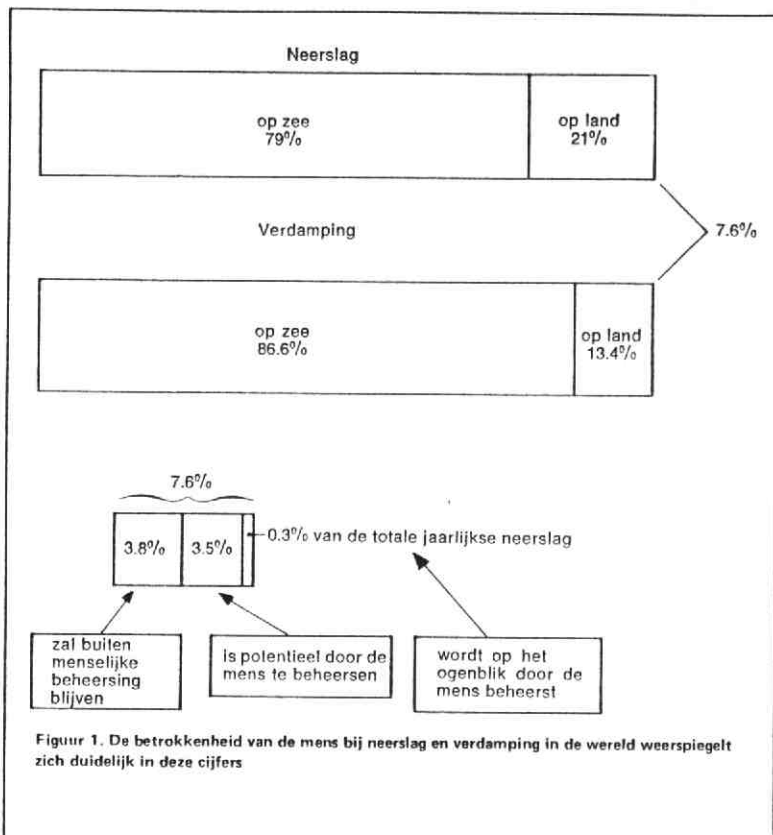 Neerslag
op zee
79%
op land
21%
7.6%
Verdamping
op zee
86.6%
op land
13.4%
7.6%
3.8%
3.5%
0.3% van de totale jaarlijkse neerslag
zal buiten
menselijke
beheersing
blijven
is potentieel door de
mens te beheersen
wordt op het
ogenblik door de
mens beheerst
Figuur 1. De betrokkenheid van de mens bij neerslag en verdamping in de wereld weerspiegelt
zich duidelijk in deze cijfers